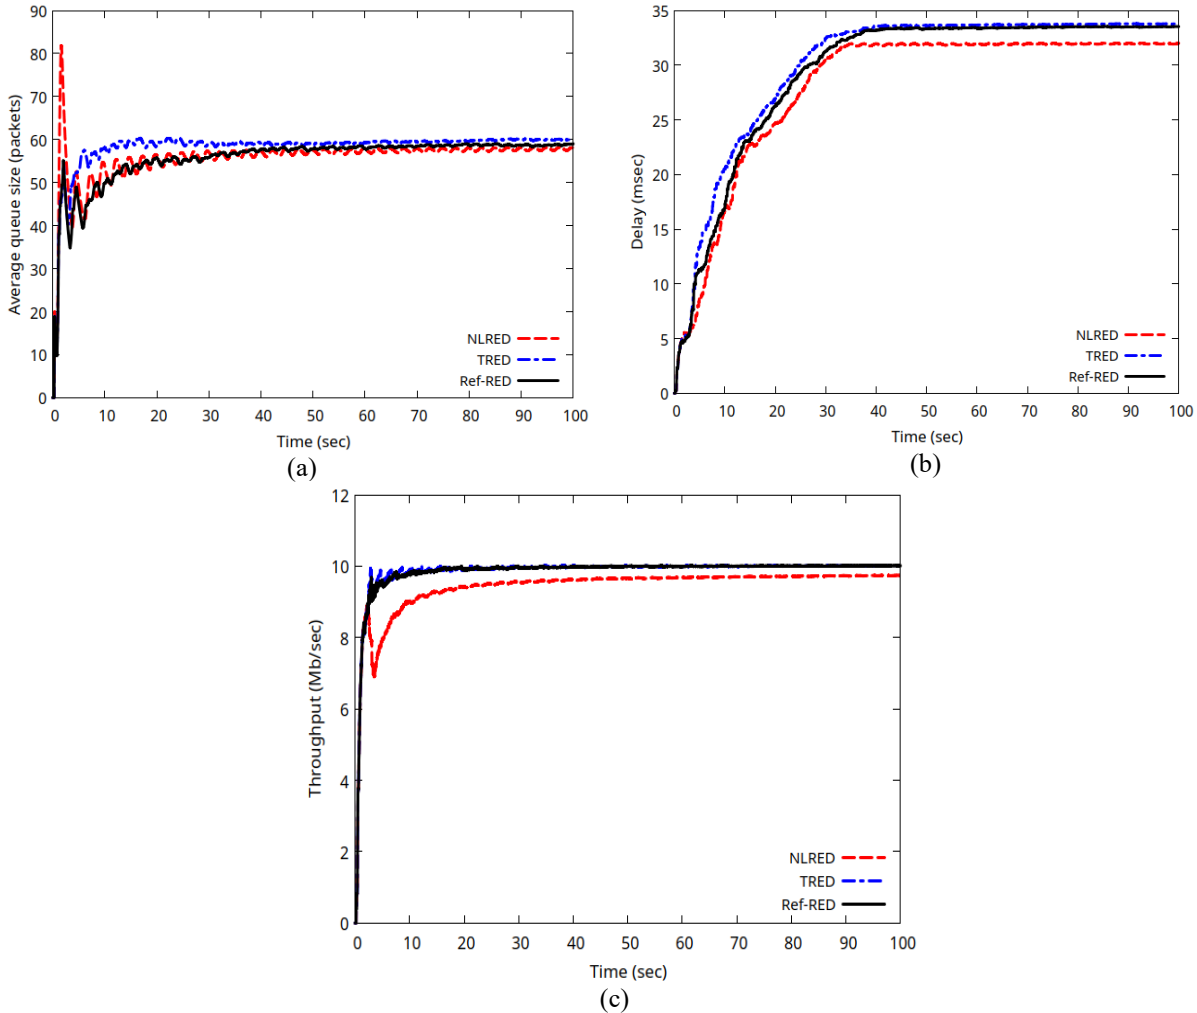 90
80
70
60
50
40
30
20
10
0
Average queue size (packets)
NLRED
TRED
Ref-RED
0 10 20 30 40 50 60 70 80 90 100
Time (sec)
(a)
35
30
25
20
15
10
5
0
Delay (msec)
NLRED
TRED
Ref-RED
0 10 20 30 40 50 60 70 80 90 100
Time (sec)
(b)
12
10
8
6
4
2
0
Throughput (Mb/sec)
NLRED
TRED
Ref-RED
0 10 20 30 40 50 60 70 80 90 100
Time (sec)
(c)